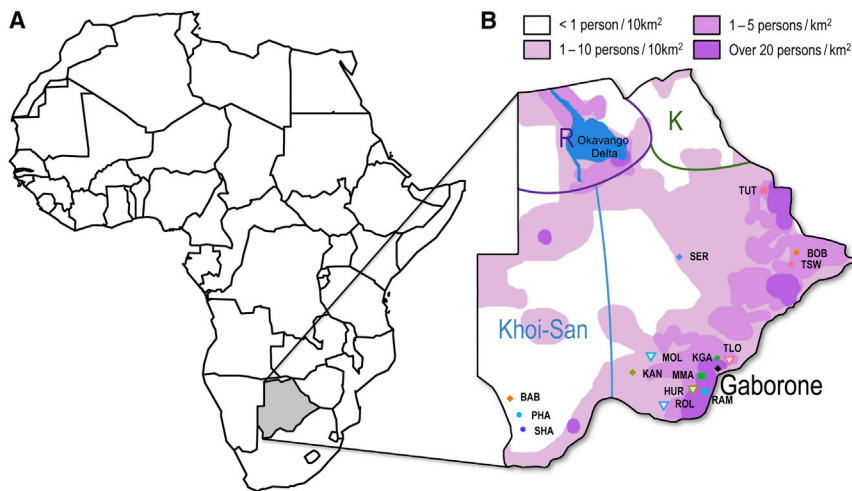 A
B
< 1 person / 10km²
1 – 5 persons / km²
1 – 10 persons / 10km²
Over 20 persons / km²
R
Okavango
Delta
K
TUT
BOB
TSW
SER
Khoi-San
MOL
KGA
TLO
KAN
MMA
Gaborone
HUR
RAM
ROL
BAB
PHA
SHA